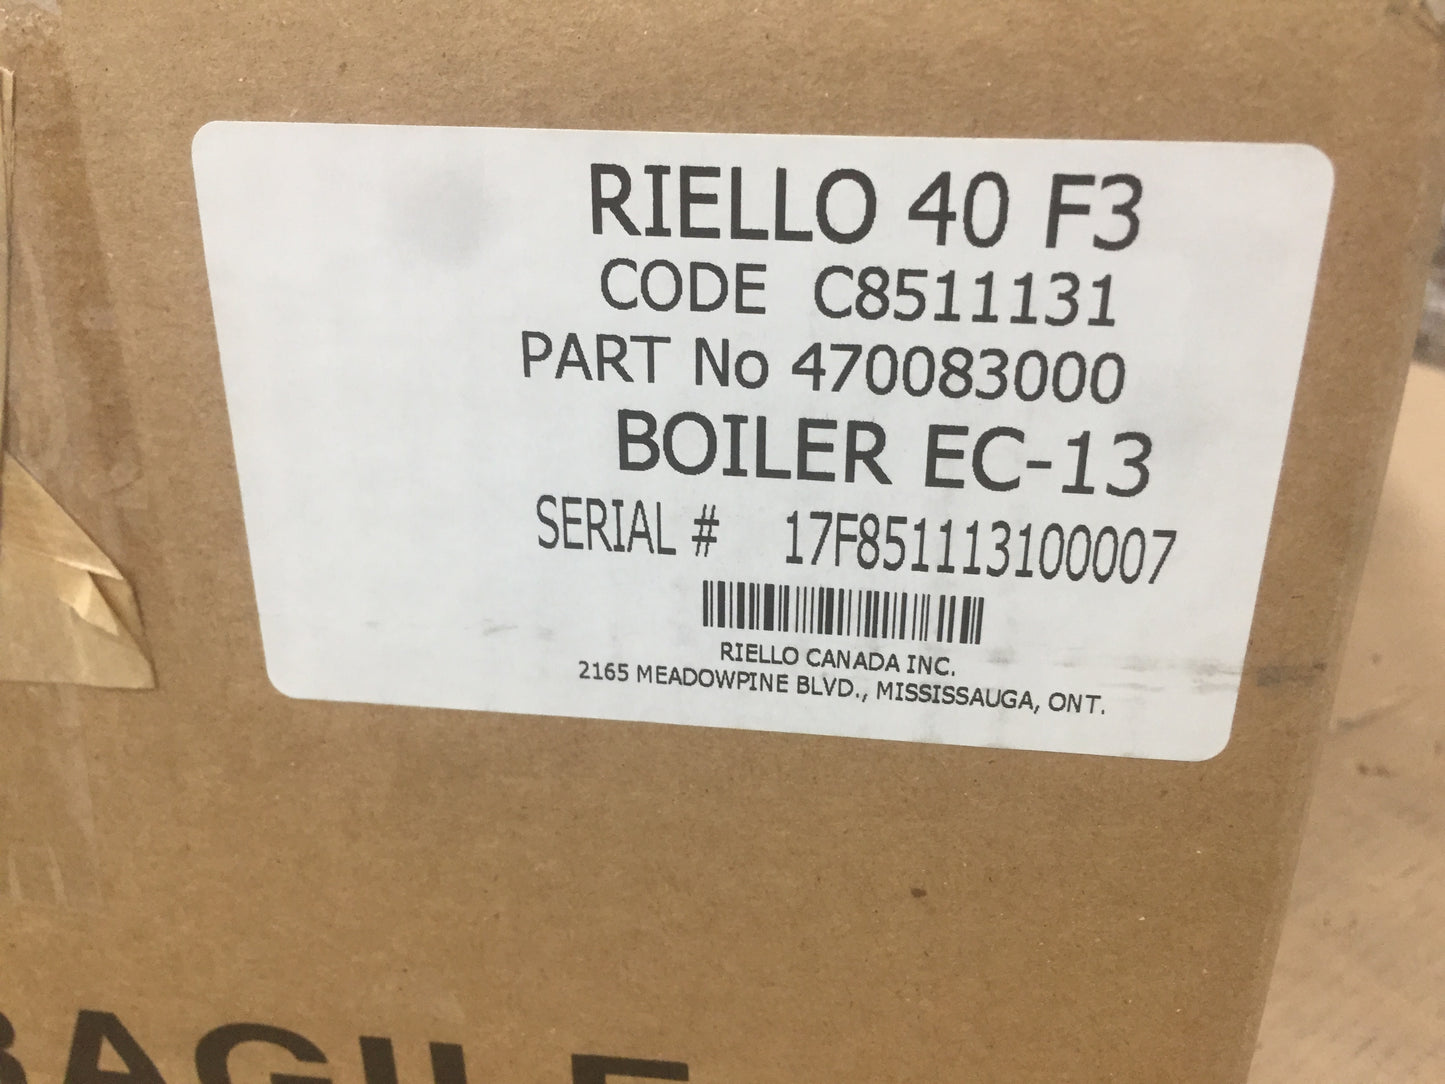 RIELLO 40 F3
CODE C8511131
PART No 470083000
BOILER EC-13
SERIAL # 17F851113100007
RIELLO CANADA INC.
2165 MEADOWPINE BLVD., MISSISSAUGA, ONT.
RAGILE